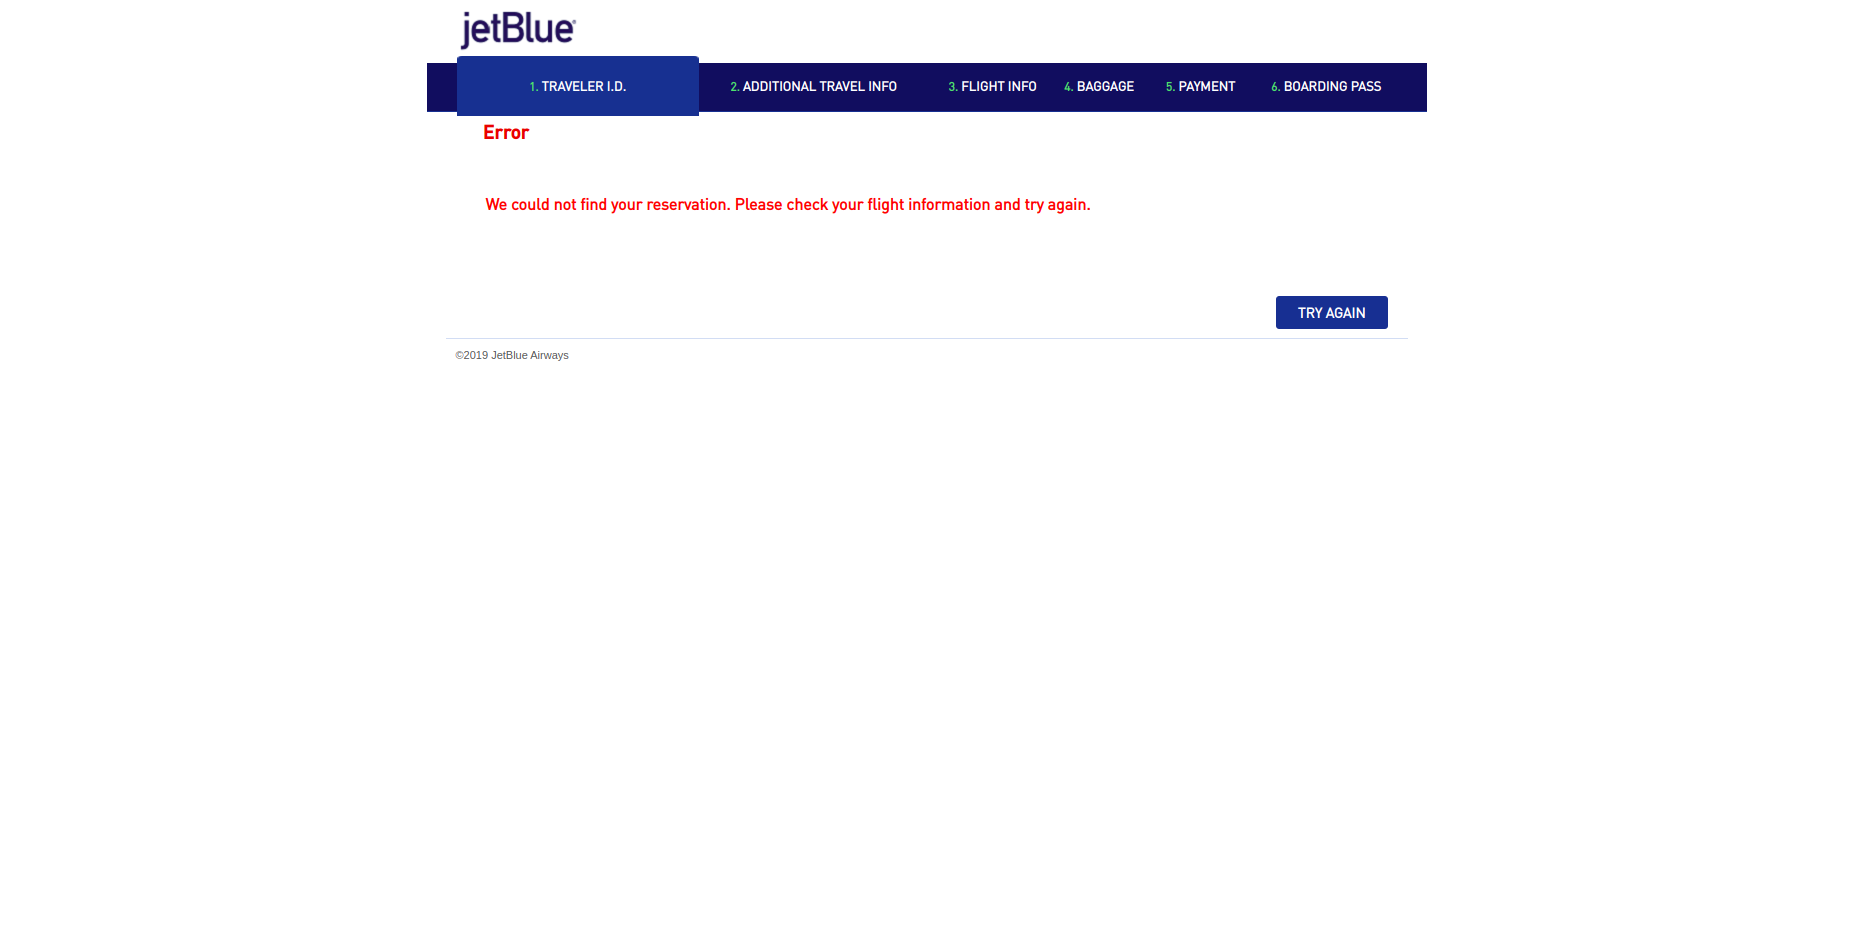 jetBlue
1. TRAVELER I.D. 2. ADDITIONAL TRAVEL INFO 3. FLIGHT INFO 4. BAGGAGE 5. PAYMENT 6. BOARDING PASS
Error
We could not find your reservation. Please check your flight information and try again.
TRY AGAIN
©2019 JetBlue Airways